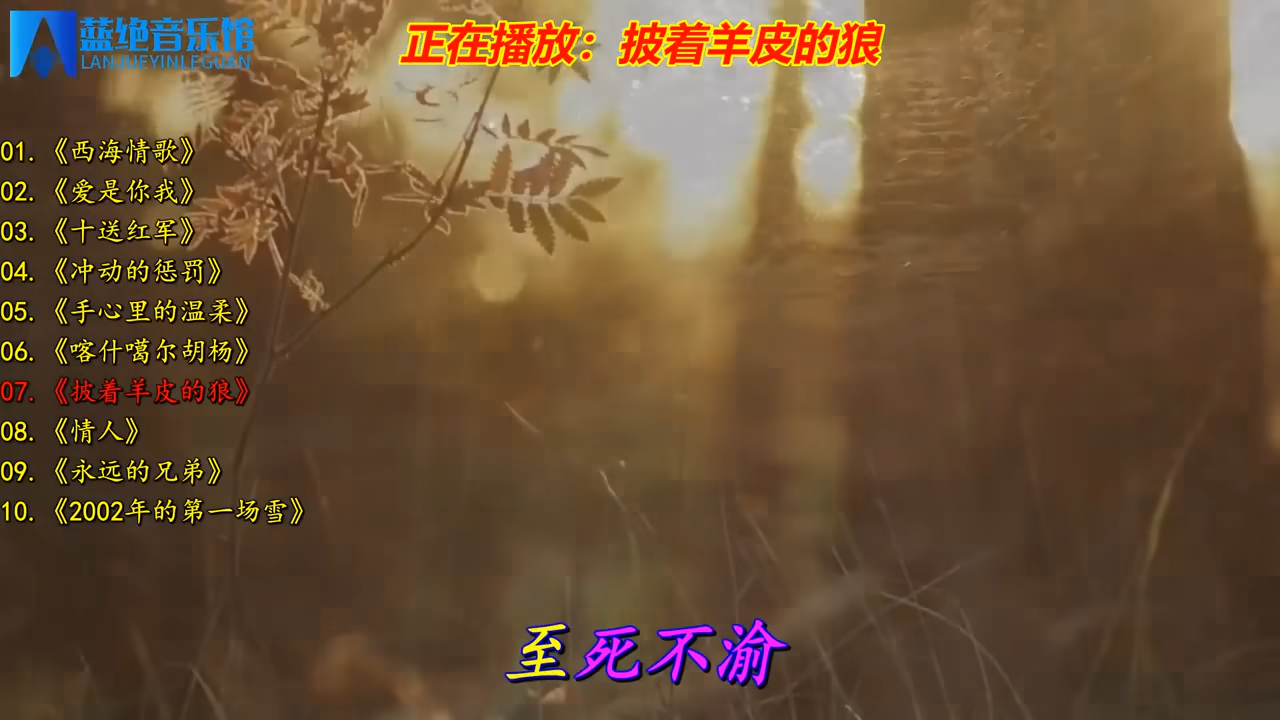 蓝绝音乐馆
LANJUEYINLEGUAN
正在播放：披着羊皮的狼
01.《西海情歌》
02.《爱是你我》
03.《十送红军》
04.《冲动的惩罚》
05.《手心里的温柔》
06.《喀什噶尔胡杨》
07.《披着羊皮的狼》
08.《情人》
09.《永远的兄弟》
10.《2002年的第一场雪》
至死不渝